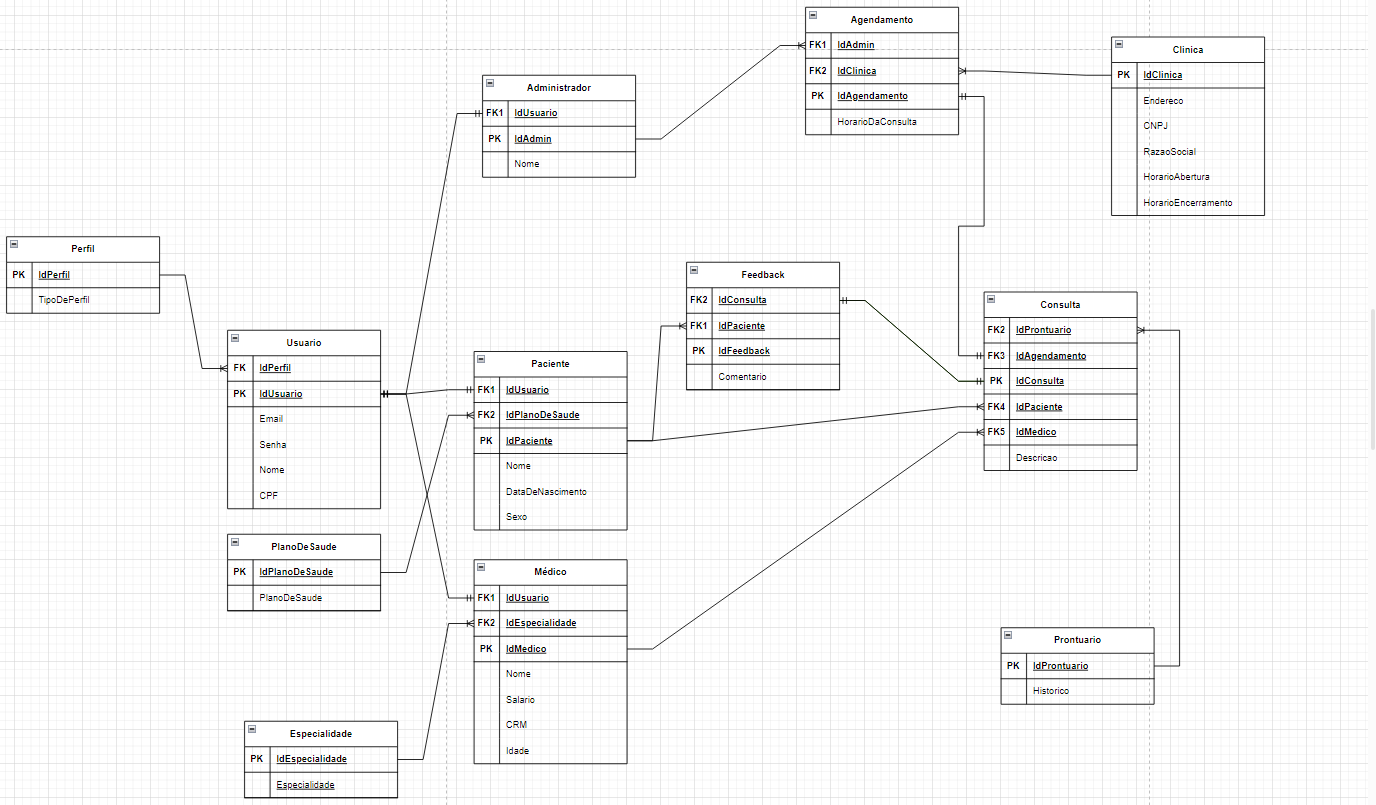 Agendamento
FK1 IdAdmin
FK2 IdClinica
PK IdAgendamento
HorarioDaConsulta
Clinica
PK IdClinica
Endereco
CNPJ
RazaoSocial
HorarioAbertura
HorarioEncerramento
Administrador
FK1 IdUsuario
PK IdAdmin
Nome
Perfil
PK IdPerfil
TipoDePerfil
Usuario
FK IdPerfil
PK IdUsuario
Email
Senha
Nome
CPF
Feedback
FK2 IdConsulta
FK1 IdPaciente
PK IdFeedback
Comentario
Consulta
FK2 IdProntuario
FK3 IdAgendamento
PK IdConsulta
FK4 IdPaciente
FK5 IdMedico
Descricao
Paciente
FK1 IdUsuario
FK2 IdPlanoDeSaude
PK IdPaciente
Nome
DataDeNascimento
Sexo
PlanoDeSaude
PK IdPlanoDeSaude
PlanoDeSaude
Médico
FK1 IdUsuario
FK2 IdEspecialidade
PK IdMedico
Nome
Salario
CRM
Idade
Prontuario
PK IdProntuario
Historico
Especialidade
PK IdEspecialidade
Especialidade